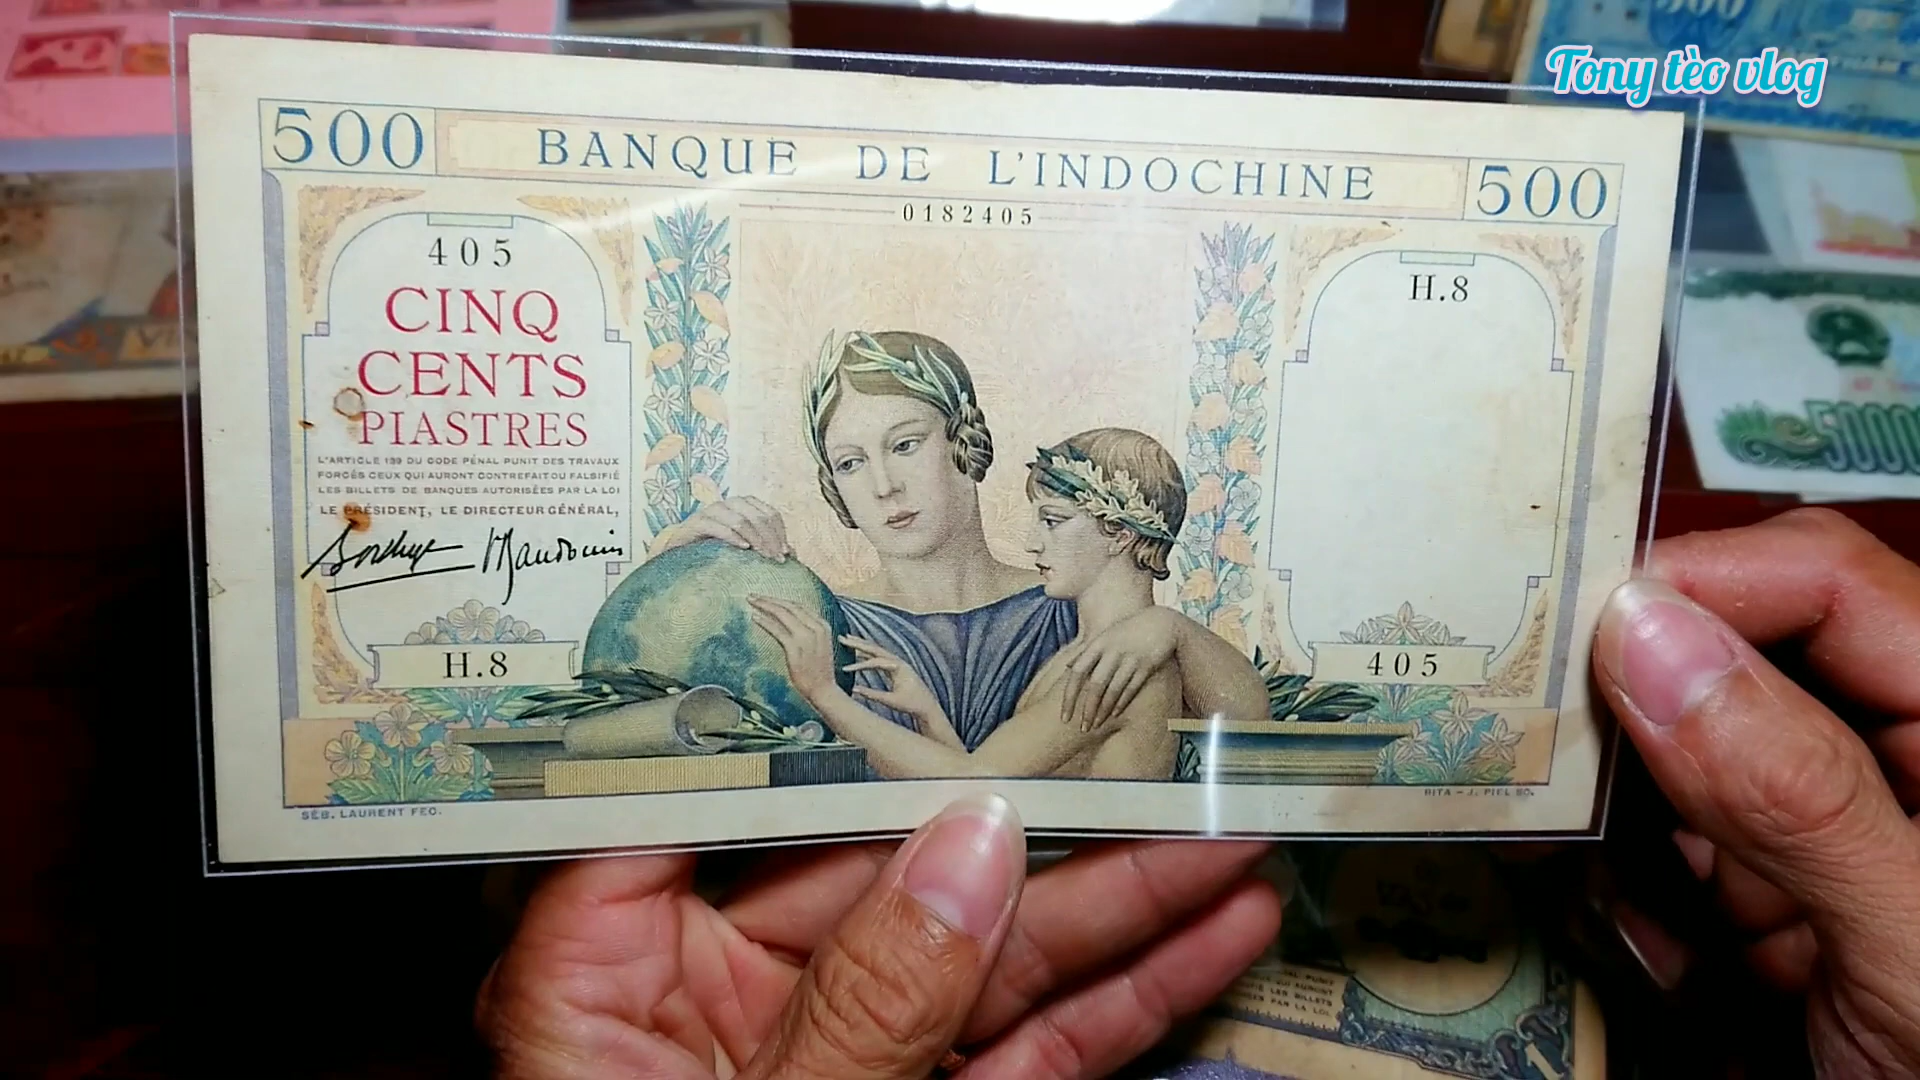 Tony tèo vlog
500 BANQUE DE L'INDOCHINE 500
0182405
405
H.8
CINQ
CENTS
PIASTRES
L'ARTICLE 139 DU CODE PÉNAL PUNIT DES TRAVAUX
FORCÉS CEUX QUI AURONT CONTREFAIT OU FALSIFIÉ
LES BILLETS DE BANQUES AUTORISÉES PAR LA LOI
LE PRÉSIDENT, LE DIRECTEUR GÉNÉRAL,
H.8
405
SÉB. LAURENT FEC.
RITA - J. PIEL SC.
500
5000